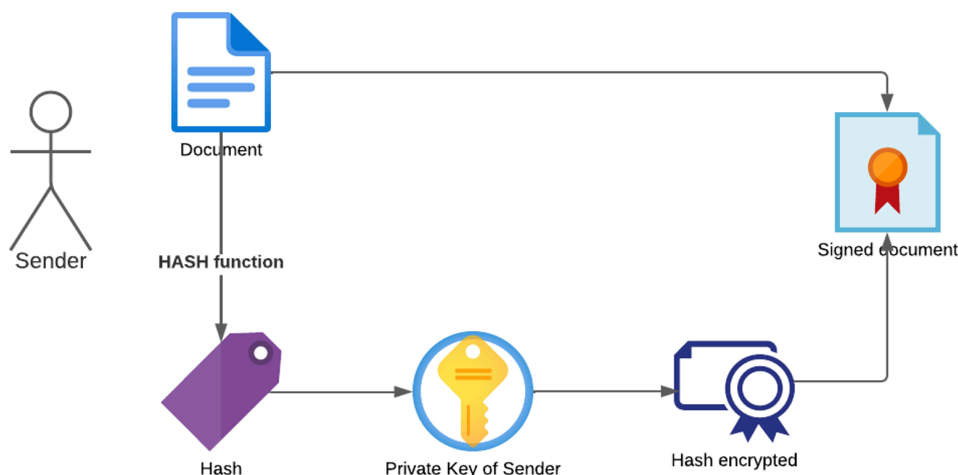 Document
Sender
HASH function
Signed document
Hash
Private Key of Sender
Hash encrypted